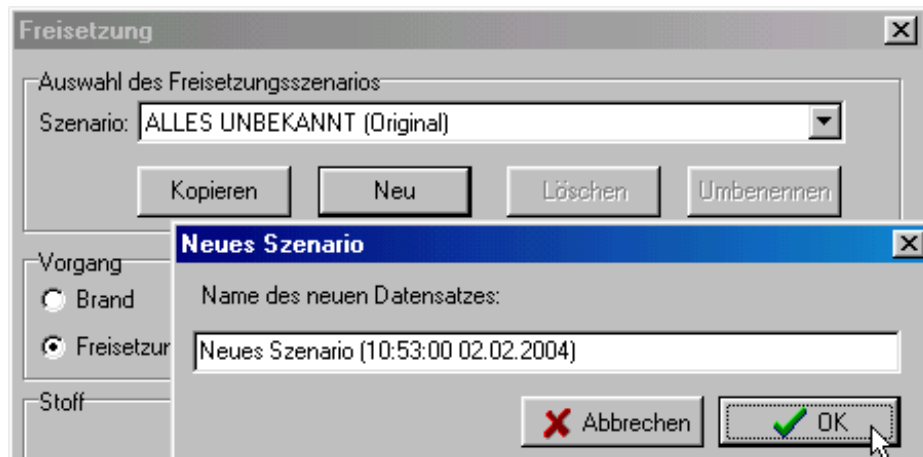 Freisetzung
Auswahl des Freisetzungsszenarios
Szenario: ALLES UNBEKANNT (Original)
Kopieren Neu Löschen Umbenennen
Neues Szenario
Vorgang
Name des neuen Datensatzes:
Brand
Freisetzun
Neues Szenario (10:53:00 02.02.2004)
Stoff
Abbrechen OK